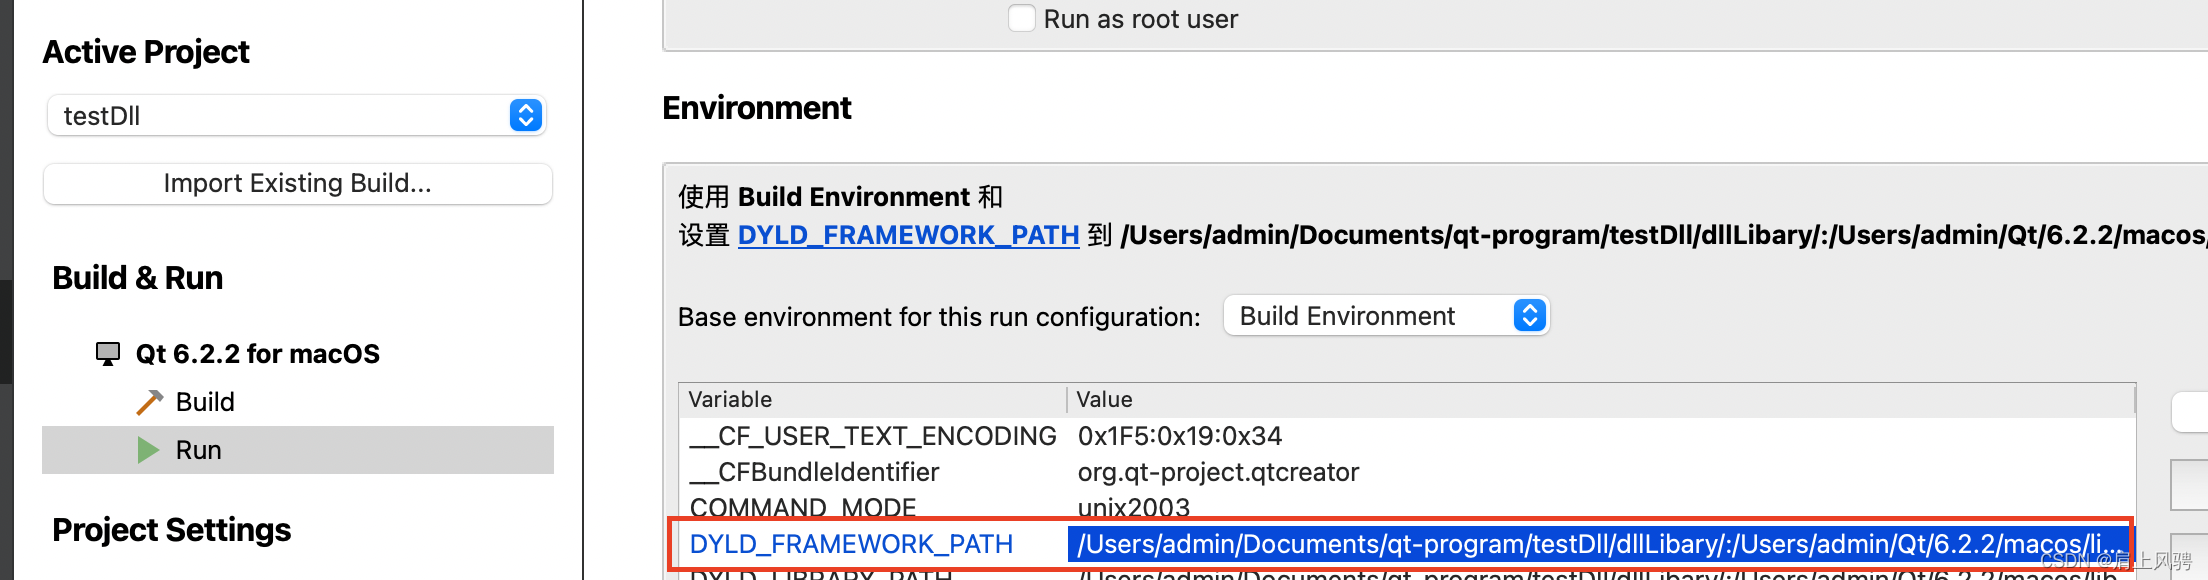 Run as root user
Active Project
testDll
Import Existing Build...
Environment
使用 Build Environment 和
设置 DYLD_FRAMEWORK_PATH 到 /Users/admin/Documents/qt-program/testDll/dllLibary/:/Users/admin/Qt/6.2.2/macos/
Build & Run
Base environment for this run configuration: Build Environment
Qt 6.2.2 for macOS
Build
Run
Project Settings
Variable Value
__CF_USER_TEXT_ENCODING 0x1F5:0x19:0x34
__CFBundleIdentifier org.qt-project.qtcreator
COMMAND_MODE unix2003
DYLD_FRAMEWORK_PATH /Users/admin/Documents/qt-program/testDll/dllLibary/:/Users/admin/Qt/6.2.2/macos/li...
DYLD_LIBRARY_PATH /Users/admin/Documents/qt-program/testDll/dllLibary/:/Users/admin/Qt/6.2.2/macos/lib
CSDN @肩上风骋